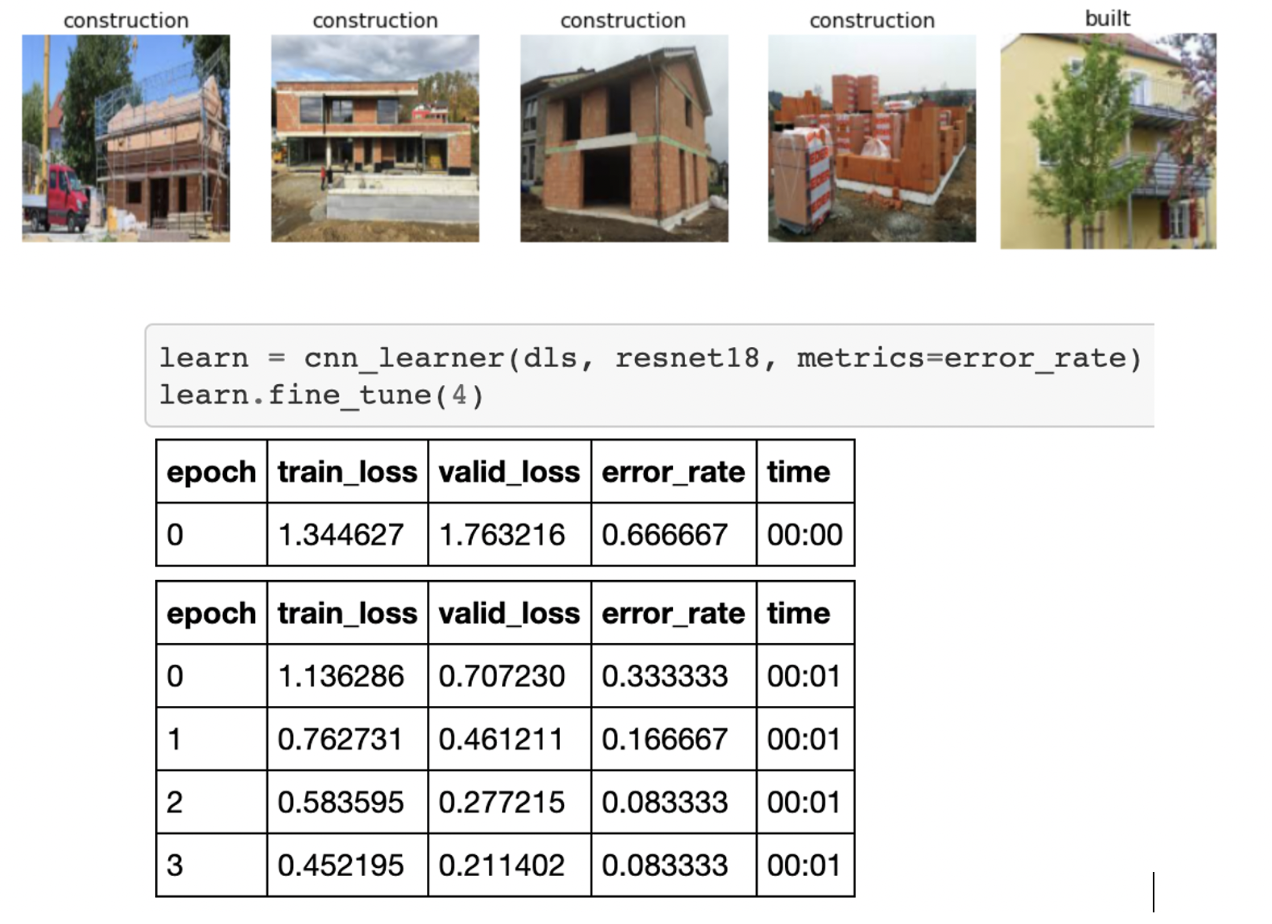 construction construction construction construction built
learn = cnn_learner(dls, resnet18, metrics=error_rate)
learn.fine_tune(4)
epoch train_loss valid_loss error_rate time
0 1.344627 1.763216 0.666667 00:00
epoch train_loss valid_loss error_rate time
0 1.136286 0.707230 0.333333 00:01
1 0.762731 0.461211 0.166667 00:01
2 0.583595 0.277215 0.083333 00:01
3 0.452195 0.211402 0.083333 00:01